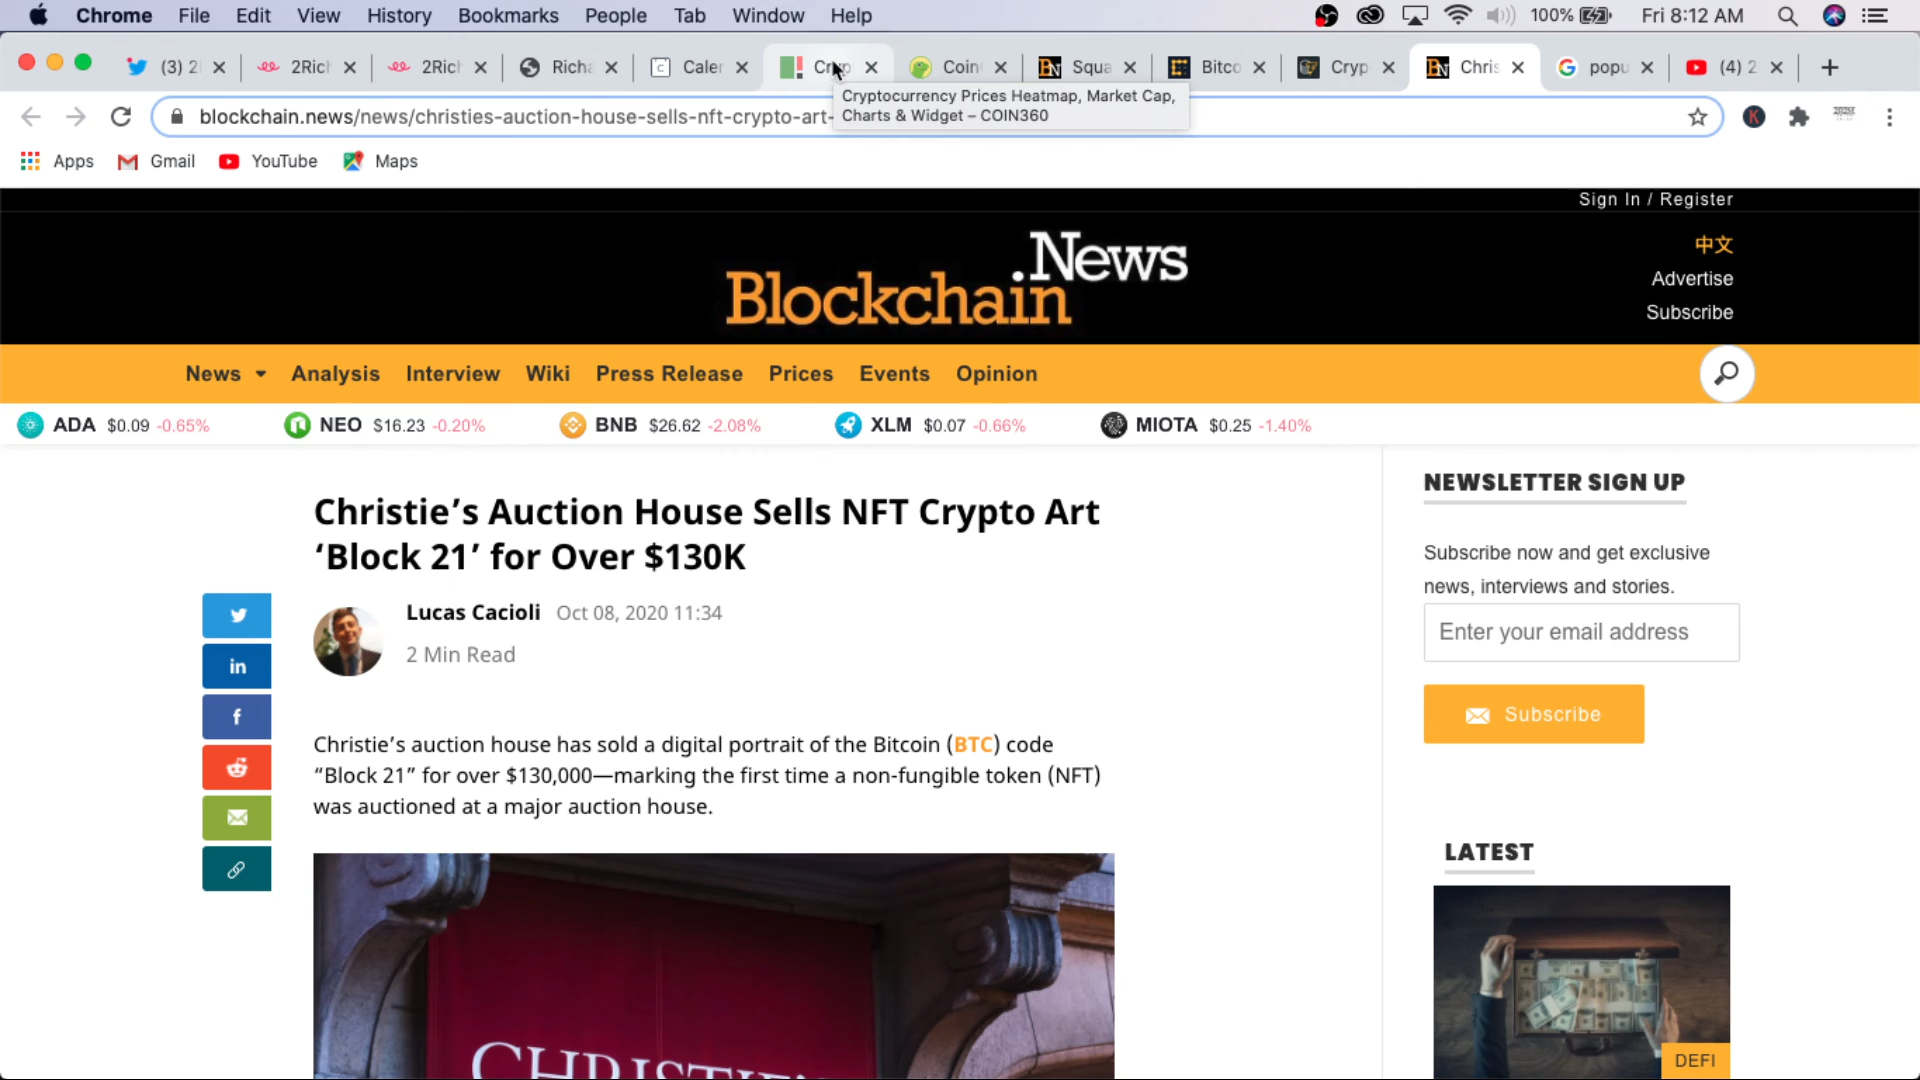 Chrome File Edit View History Bookmarks People Tab Window Help 100% Fri 8:12 AM
(3) 2 2Rich 2Rich Richa Caler Cryp Coin Squa Bitco Cryp Chris popu (4) 2
Cryptocurrency Prices Heatmap, Market Cap,
Charts & Widget – COIN360
blockchain.news/news/christies-auction-house-sells-nft-crypto-art-
Apps Gmail YouTube Maps
Sign In / Register
Blockchain.News
中文
Advertise
Subscribe
News Analysis Interview Wiki Press Release Prices Events Opinion
ADA $0.09 -0.65% NEO $16.23 -0.20% BNB $26.62 -2.08% XLM $0.07 -0.66% MIOTA $0.25 -1.40%
Christie’s Auction House Sells NFT Crypto Art
‘Block 21’ for Over $130K
Lucas Cacioli Oct 08, 2020 11:34
2 Min Read
Christie’s auction house has sold a digital portrait of the Bitcoin (BTC) code
“Block 21” for over $130,000—marking the first time a non-fungible token (NFT)
was auctioned at a major auction house.
CHRISTIE'S
NEWSLETTER SIGN UP
Subscribe now and get exclusive
news, interviews and stories.
Enter your email address
Subscribe
LATEST
DEFI